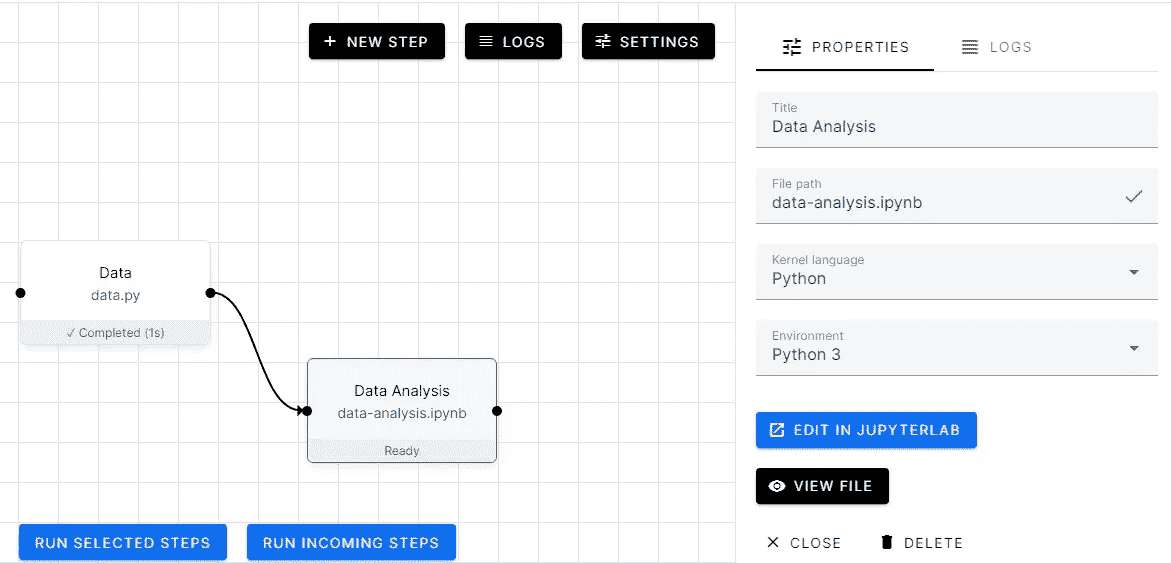 NEW STEP
LOGS
SETTINGS
Data
data.py
✓ Completed (1s)
Data Analysis
data-analysis.ipynb
Ready
RUN SELECTED STEPS
RUN INCOMING STEPS
PROPERTIES
LOGS
Title
Data Analysis
File path
data-analysis.ipynb
Kernel language
Python
Environment
Python 3
EDIT IN JUPYTERLAB
VIEW FILE
CLOSE
DELETE